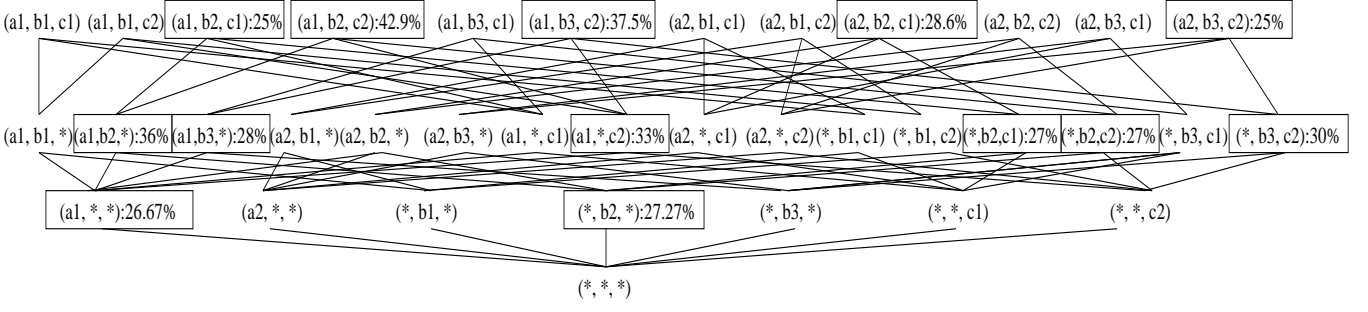 (a1, b1, c1) (a1, b1, c2) (a1, b2, c1):25% (a1, b2, c2):42.9% (a1, b3, c1) (a1, b3, c2):37.5% (a2, b1, c1) (a2, b1, c2) (a2, b2, c1):28.6% (a2, b2, c2) (a2, b3, c1) (a2, b3, c2):25%
(a1, b1, *) (a1,b2,*):36% (a1,b3,*):28% (a2, b1, *) (a2, b2, *) (a2, b3, *) (a1, *, c1) (a1,*,c2):33% (a2, *, c1) (a2, *, c2) (*, b1, c1) (*, b1, c2) (*,b2,c1):27% (*,b2,c2):27% (*, b3, c1) (*, b3, c2):30%
(a1, *, *):26.67% (a2, *, *) (*, b1, *) (*, b2, *):27.27% (*, b3, *) (*, *, c1) (*, *, c2)
(*, *, *)